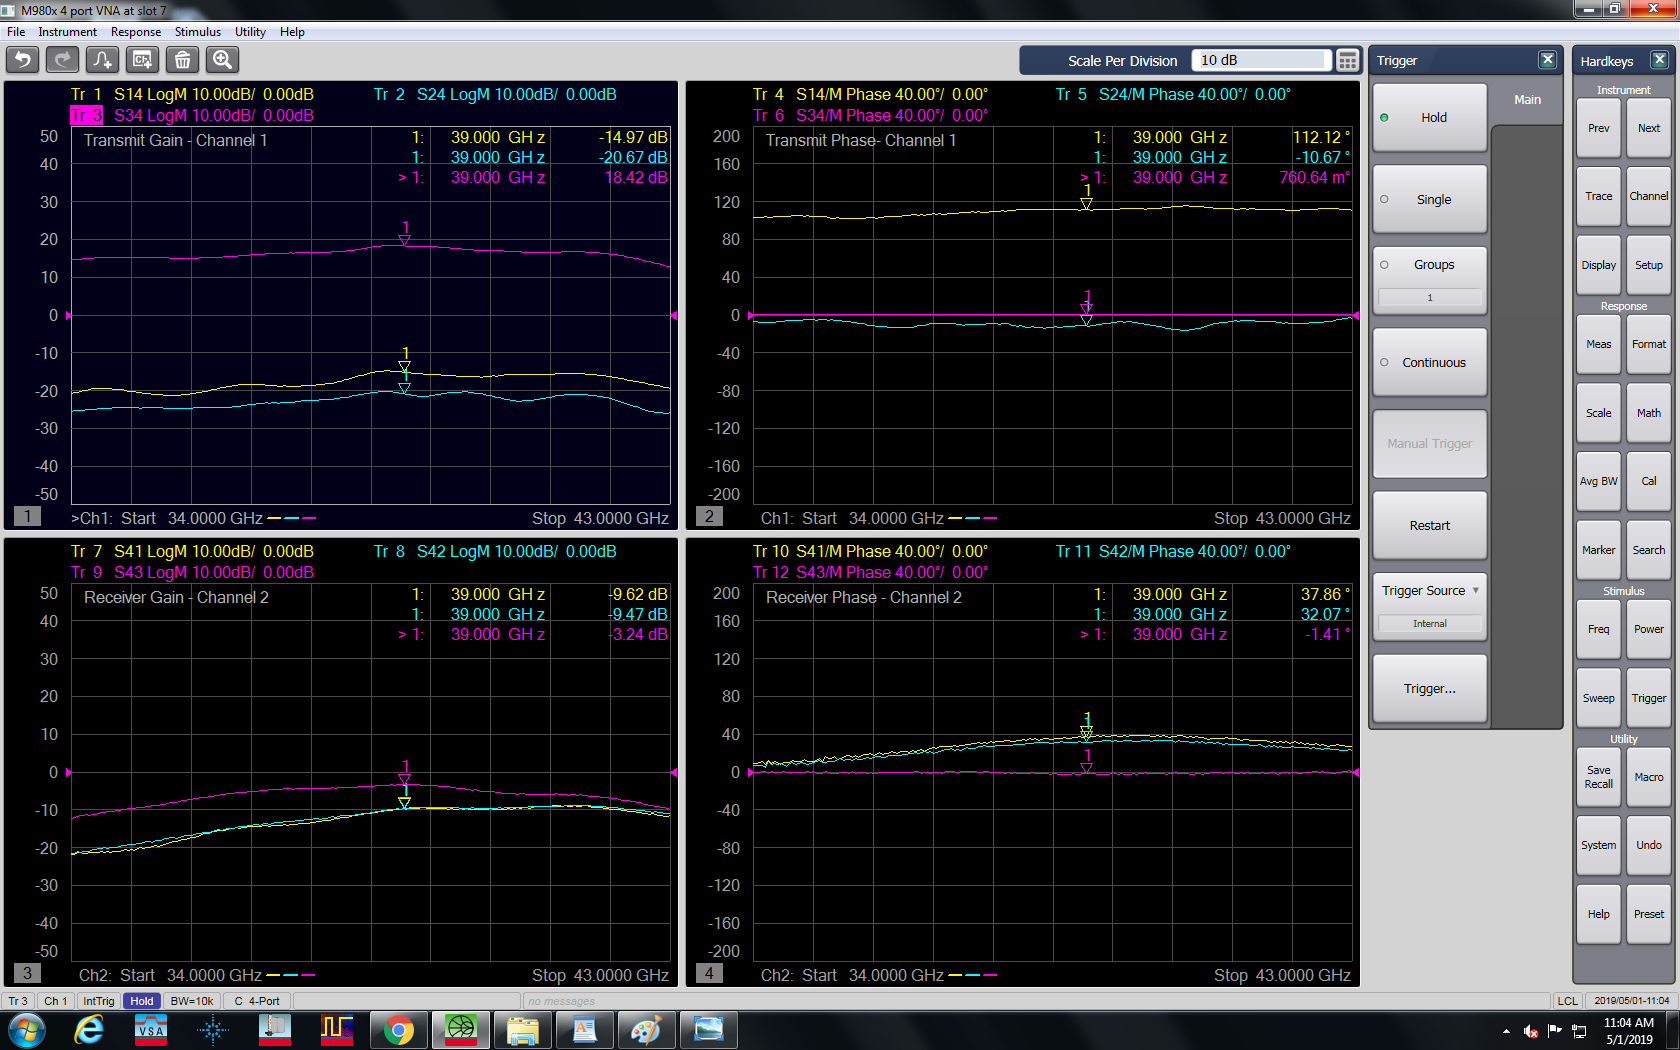 M980x 4 port VNA at slot 7
File Instrument Response Stimulus Utility Help
Scale Per Division 10 dB
Tr 1 S14 LogM 10.00dB/ 0.00dB
Tr 2 S24 LogM 10.00dB/ 0.00dB
Tr 3 S34 LogM 10.00dB/ 0.00dB
Transmit Gain - Channel 1
1: 39.000 GHz -14.97 dB
1: 39.000 GHz -20.67 dB
> 1: 39.000 GHz 18.42 dB
50
40
30
20
10
0
-10
-20
-30
-40
-50
1
1
1
1
>Ch1: Start 34.0000 GHz
Stop 43.0000 GHz
Tr 4 S14/M Phase 40.00°/ 0.00°
Tr 5 S24/M Phase 40.00°/ 0.00°
Tr 6 S34/M Phase 40.00°/ 0.00°
Transmit Phase- Channel 1
1: 39.000 GHz 112.12 °
1: 39.000 GHz -10.67 °
> 1: 39.000 GHz 760.64 m°
200
160
120
80
40
0
-40
-80
-120
-160
-200
1
1
2
Ch1: Start 34.0000 GHz
Stop 43.0000 GHz
Tr 7 S41 LogM 10.00dB/ 0.00dB
Tr 8 S42 LogM 10.00dB/ 0.00dB
Tr 9 S43 LogM 10.00dB/ 0.00dB
Receiver Gain - Channel 2
1: 39.000 GHz -9.62 dB
1: 39.000 GHz -9.47 dB
> 1: 39.000 GHz -3.24 dB
50
40
30
20
10
0
-10
-20
-30
-40
-50
1
1
3
Ch2: Start 34.0000 GHz
Stop 43.0000 GHz
Tr 10 S41/M Phase 40.00°/ 0.00°
Tr 11 S42/M Phase 40.00°/ 0.00°
Tr 12 S43/M Phase 40.00°/ 0.00°
Receiver Phase - Channel 2
1: 39.000 GHz 37.86 °
1: 39.000 GHz 32.07 °
> 1: 39.000 GHz -1.41 °
200
160
120
80
40
0
-40
-80
-120
-160
-200
1
1
4
Ch2: Start 34.0000 GHz
Stop 43.0000 GHz
Trigger
Main
Hold
Single
Groups
1
Continuous
Manual Trigger
Restart
Trigger Source
Internal
Trigger...
Hardkeys
Instrument
Prev Next
Trace Channel
Display Setup
Response
Meas Format
Scale Math
Avg BW Cal
Marker Search
Stimulus
Freq Power
Sweep Trigger
Utility
Save Recall Macro
System Undo
Help Preset
Tr 3 Ch 1 IntTrig Hold BW=10k C 4-Port
no messages
LCL 2019/05/01-11:04
VSA
11:04 AM
5/1/2019